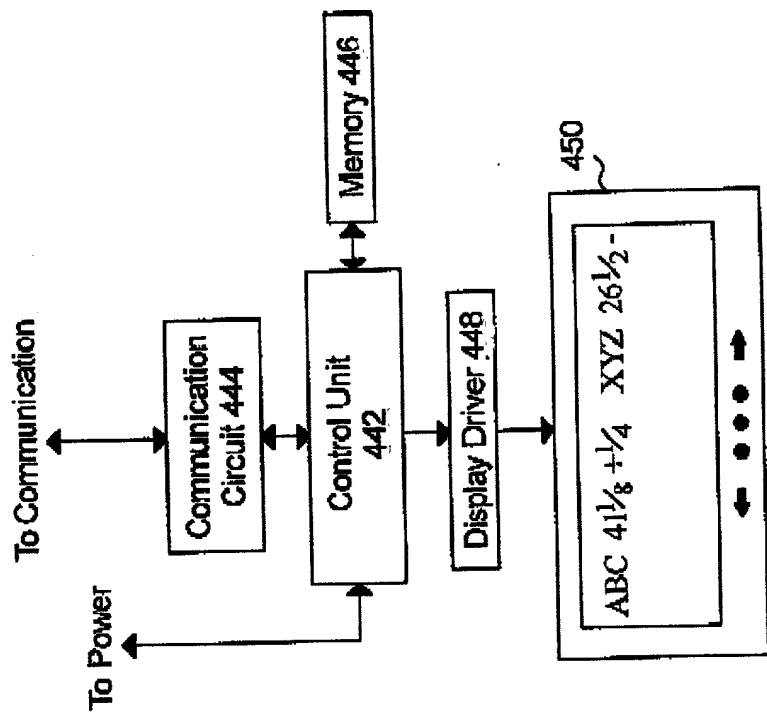 To Communication
To Power
Communication
Circuit 444
Control Unit
442
Memory 446
Display Driver 448
450
ABC 41⅛ +¼ XYZ 26½ -